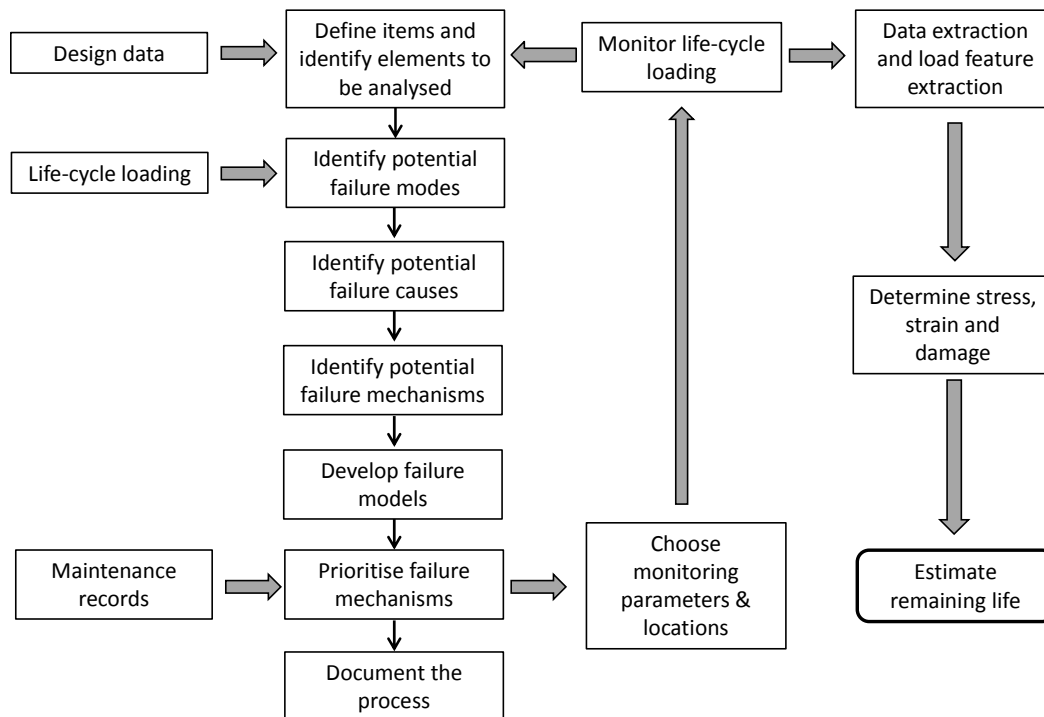 Design data
Define items and
identify elements to
be analysed
Monitor life-cycle
loading
Data extraction
and load feature
extraction
Life-cycle loading
Identify potential
failure modes
Identify potential
failure causes
Determine stress,
strain and
damage
Identify potential
failure mechanisms
Develop failure
models
Maintenance
records
Prioritise failure
mechanisms
Choose
monitoring
parameters &
locations
Estimate
remaining life
Document the
process